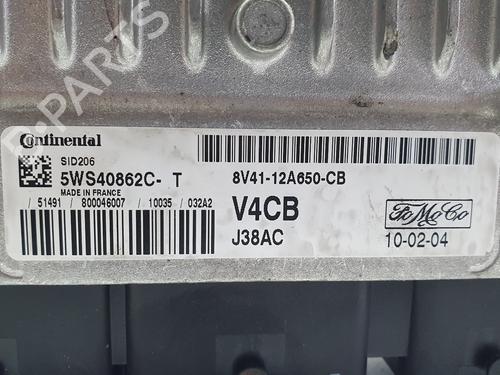 B-PARTS
Continental
SID206
5WS40862C- T
MADE IN FRANCE
8V41-12A650-CB
/ 51491 / 800046007 / 10035 / 032A2
V4CB
J38AC
FoMoCo
10-02-04